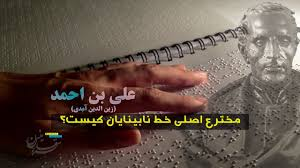 علی بن احمد
(زین الدین آمدی)
مخترع اصلی خط نابینایان کیست؟